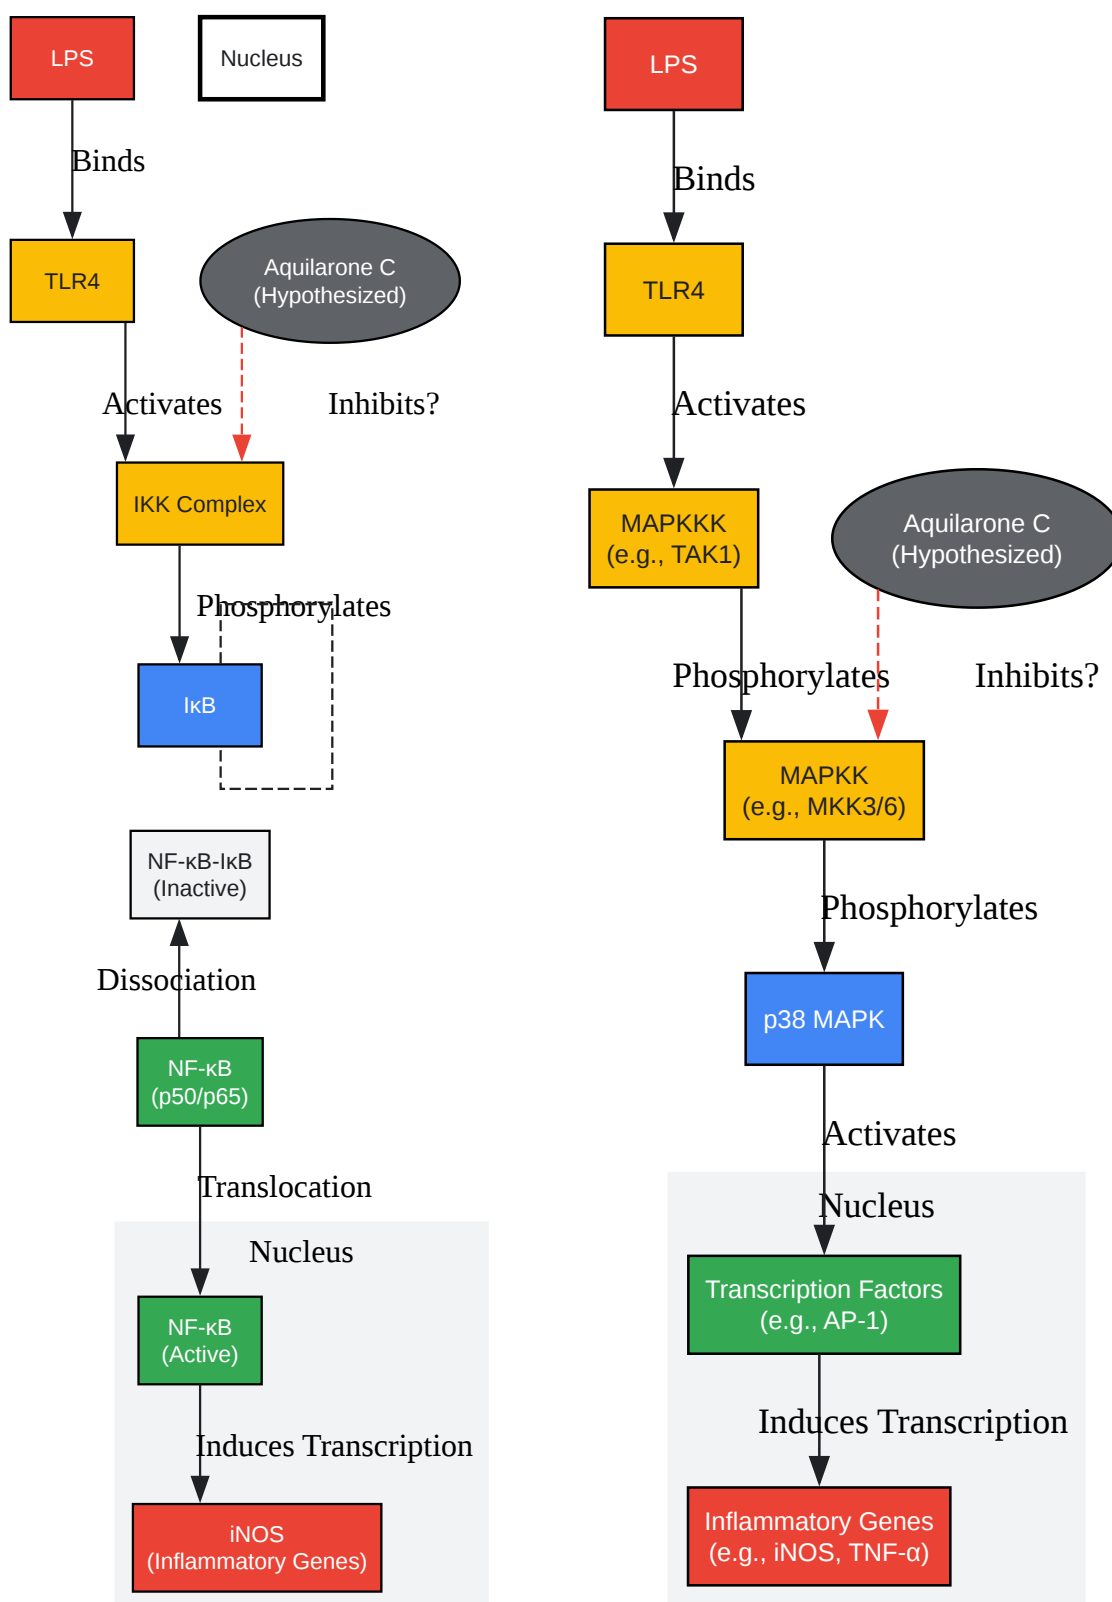 LPS
Nucleus
Binds
TLR4
Aquilarone C
(Hypothesized)
Activates
Inhibits?
IKK Complex
Phosphorylates
IκB
NF-κB-IκB
(Inactive)
Dissociation
NF-κB
(p50/p65)
Translocation
Nucleus
NF-κB
(Active)
Induces Transcription
iNOS
(Inflammatory Genes)
LPS
Binds
TLR4
Activates
MAPKKK
(e.g., TAK1)
Aquilarone C
(Hypothesized)
Phosphorylates
Inhibits?
MAPKK
(e.g., MKK3/6)
Phosphorylates
p38 MAPK
Activates
Nucleus
Transcription Factors
(e.g., AP-1)
Induces Transcription
Inflammatory Genes
(e.g., iNOS, TNF-α)